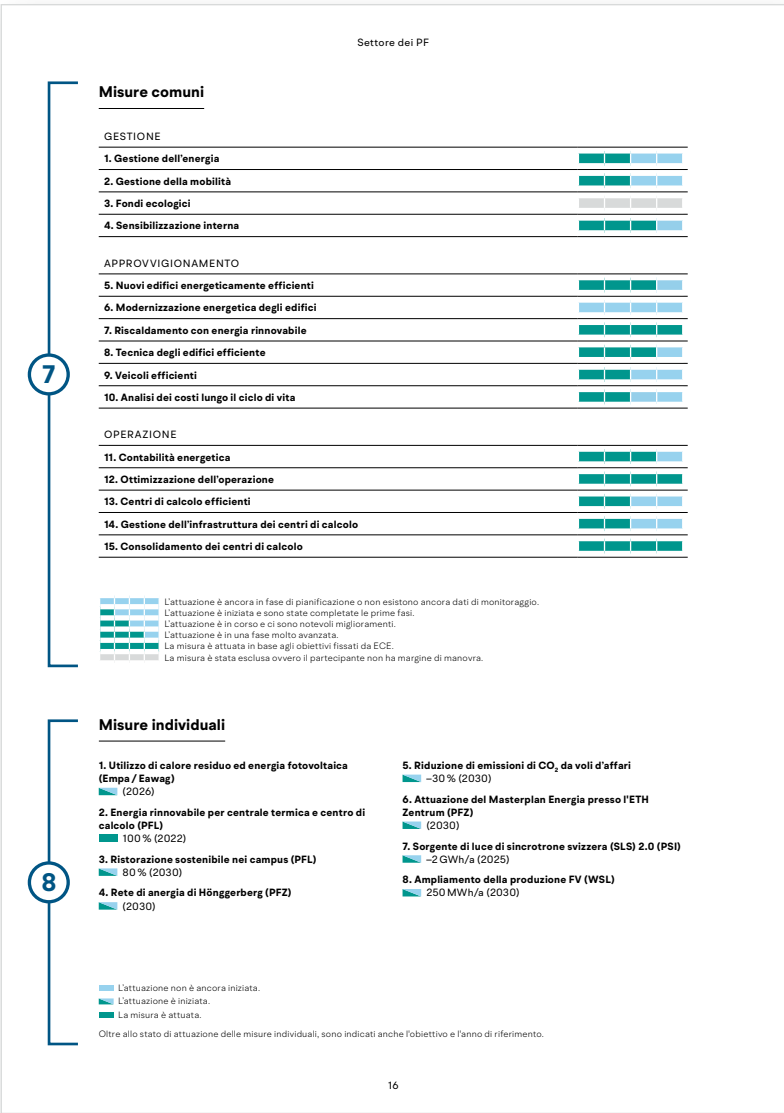 Settore dei PF
Misure comuni
GESTIONE
1. Gestione dell'energia
2. Gestione della mobilità
3. Fondi ecologici
4. Sensibilizzazione interna
APPROVVIGIONAMENTO
5. Nuovi edifici energeticamente efficienti
6. Modernizzazione energetica degli edifici
7. Riscaldamento con energia rinnovabile
8. Tecnica degli edifici efficiente
9. Veicoli efficienti
10. Analisi dei costi lungo il ciclo di vita
OPERAZIONE
11. Contabilità energetica
12. Ottimizzazione dell'operazione
13. Centri di calcolo efficienti
14. Gestione dell'infrastruttura dei centri di calcolo
15. Consolidamento dei centri di calcolo
7
L'attuazione è ancora in fase di pianificazione o non esistono ancora dati di monitoraggio.
L'attuazione è iniziata e sono state completate le prime fasi.
L'attuazione è in corso e ci sono notevoli miglioramenti.
L'attuazione è in una fase molto avanzata.
La misura è attuata in base agli obiettivi fissati da ECE.
La misura è stata esclusa ovvero il partecipante non ha margine di manovra.
Misure individuali
1. Utilizzo di calore residuo ed energia fotovoltaica
(Empa / Eawag)
(2026)
2. Energia rinnovabile per centrale termica e centro di
calcolo (PFL)
100 % (2022)
3. Ristorazione sostenibile nei campus (PFL)
80 % (2030)
4. Rete di anergia di Hönggerberg (PFZ)
(2030)
5. Riduzione di emissioni di CO₂ da voli d'affari
–30 % (2030)
6. Attuazione del Masterplan Energia presso l'ETH
Zentrum (PFZ)
(2030)
7. Sorgente di luce di sincrotrone svizzera (SLS) 2.0 (PSI)
–2 GWh/a (2025)
8. Ampliamento della produzione FV (WSL)
250 MWh/a (2030)
8
L'attuazione non è ancora iniziata.
L'attuazione è iniziata.
La misura è attuata.
Oltre allo stato di attuazione delle misure individuali, sono indicati anche l'obiettivo e l'anno di riferimento.
16